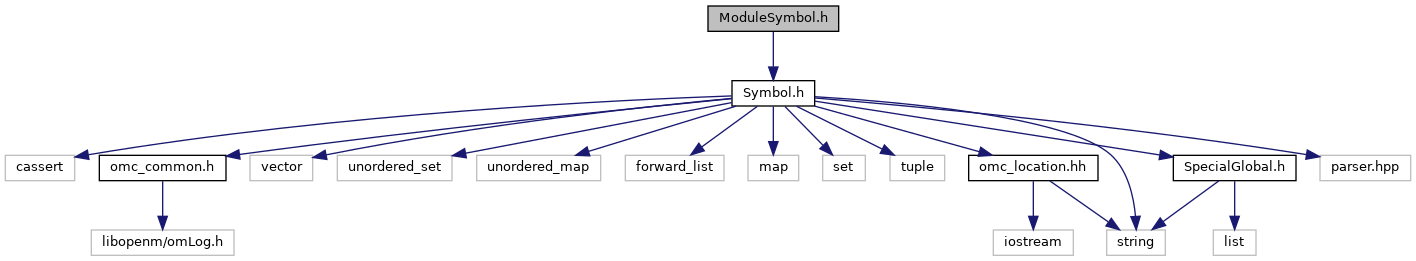 ModuleSymbol.h
Symbol.h
cassert
omc_common.h
vector
unordered_set
unordered_map
forward_list
map
set
tuple
omc_location.hh
SpecialGlobal.h
parser.hpp
libopenm/omLog.h
iostream
string
list